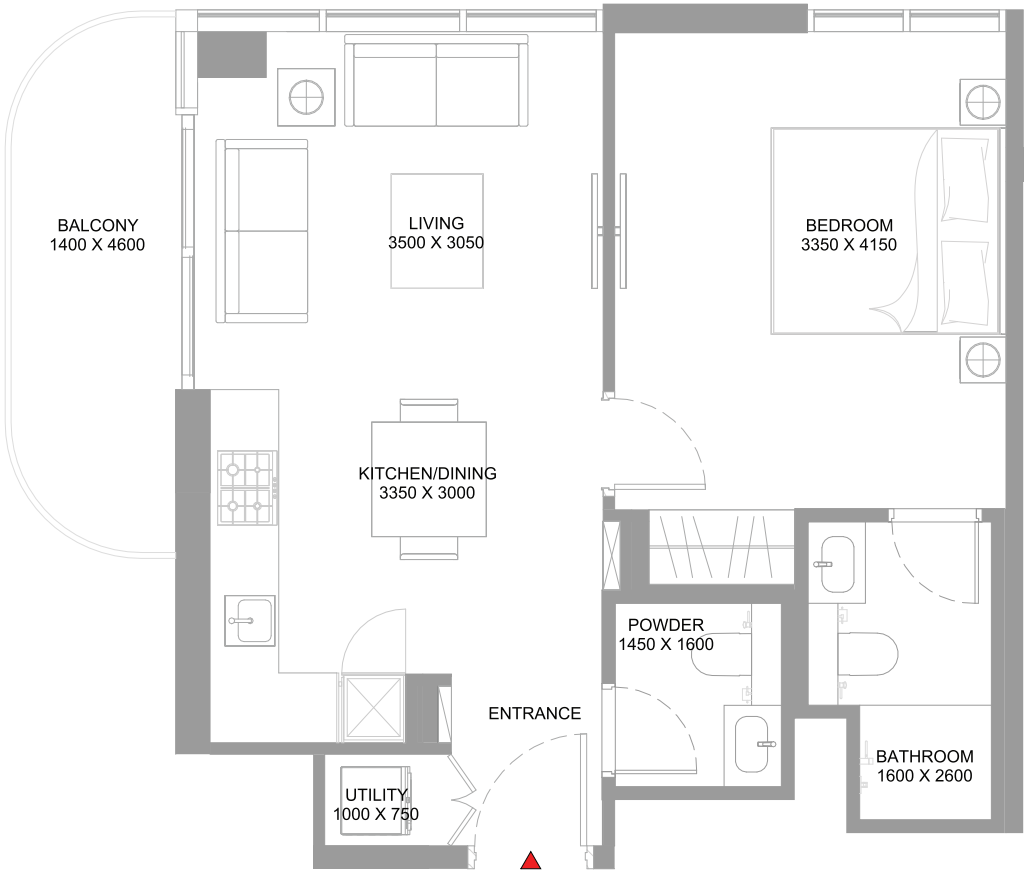 BALCONY
1400 X 4600
LIVING
3500 X 3050
BEDROOM
3350 X 4150
KITCHEN/DINING
3350 X 3000
POWDER
1450 X 1600
ENTRANCE
BATHROOM
1600 X 2600
UTILITY
1000 X 750